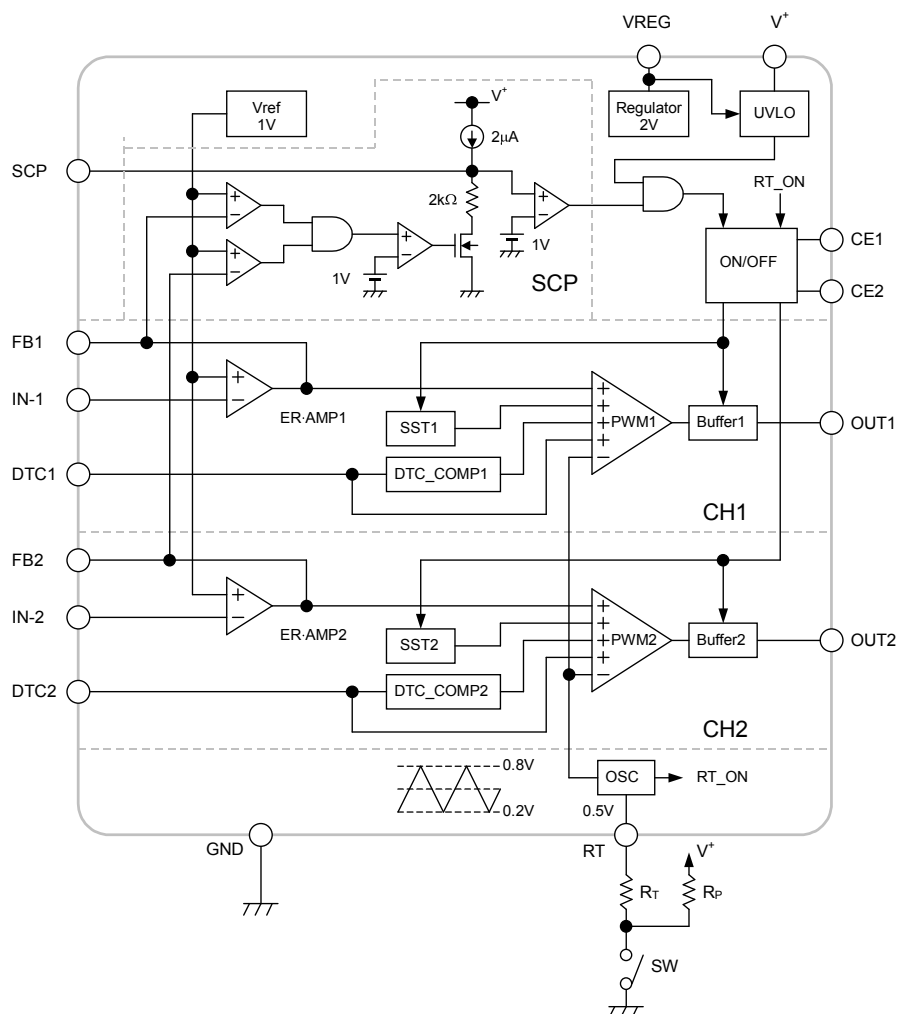 VREG
V+
Vref
1V
V+
Regulator
2V
UVLO
2μA
SCP
RT_ON
+
−
2kΩ
+
−
1V
+
−
+
−
1V
ON/OFF
CE1
SCP
CE2
FB1
+
−
IN-1
ER·AMP1
SST1
+
+
+
+
−
PWM1
Buffer1
OUT1
DTC1
DTC_COMP1
CH1
FB2
+
−
IN-2
ER·AMP2
SST2
+
+
+
+
−
PWM2
Buffer2
OUT2
DTC2
DTC_COMP2
CH2
0.8V
0.2V
OSC
RT_ON
0.5V
GND
RT
V+
RT
RP
SW